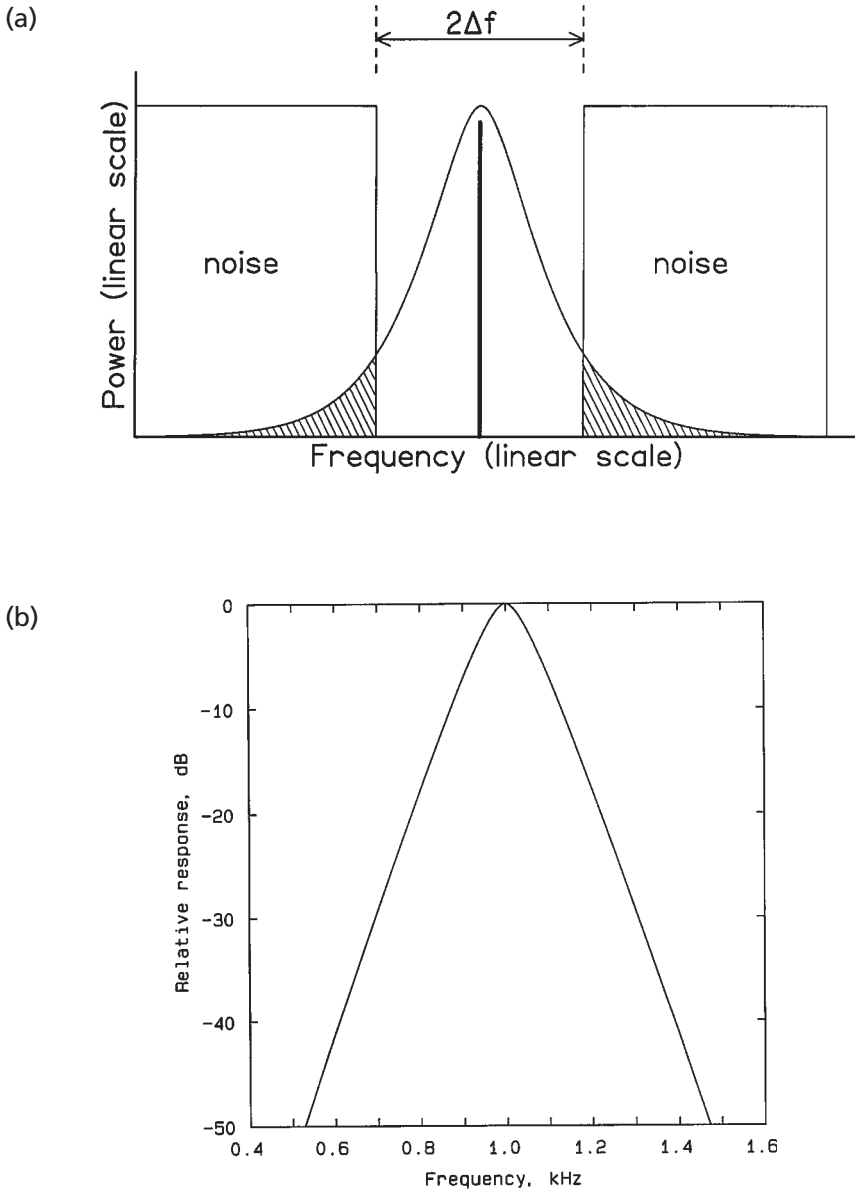 (a)
2Δf
Power (linear scale)
noise
noise
Frequency (linear scale)
(b)
Relative response, dB
0
-10
-20
-30
-40
-50
0.4 0.6 0.8 1.0 1.2 1.4 1.6
Frequency, kHz